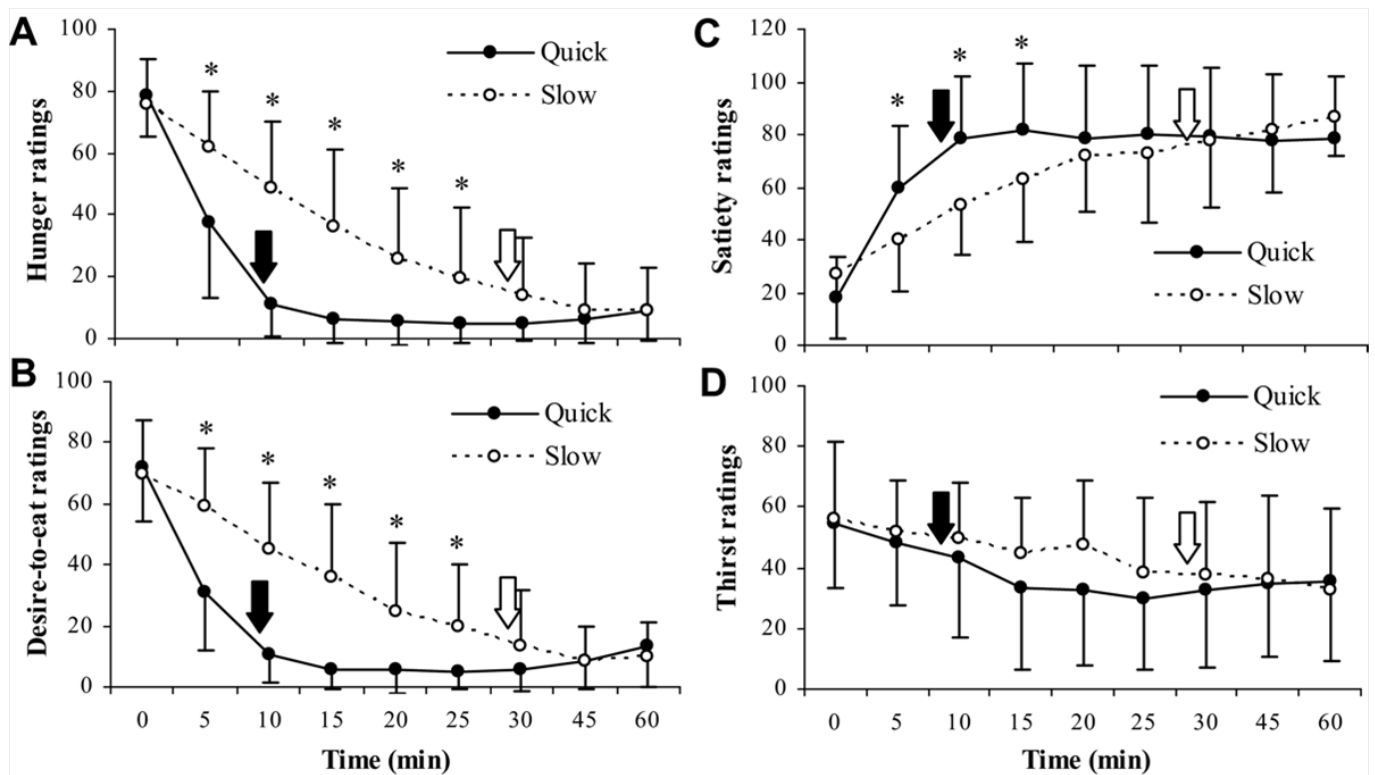 A
Hunger ratings
100
80
60
40
20
0
* * * * *
Quick
Slow
B
Desire-to-eat ratings
100
80
60
40
20
0
* * * * *
Quick
Slow
0 5 10 15 20 25 30 45 60
Time (min)
C
Satiety ratings
120
100
80
60
40
20
0
* * *
Quick
Slow
D
Thirst ratings
100
80
60
40
20
0
Quick
Slow
0 5 10 15 20 25 30 45 60
Time (min)